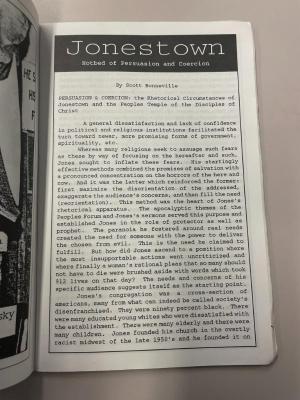 Jonestown
Hotbed of Persuasion and Coercion
By Scott Bonneville
PERSUASION & COERCION: the Rhetorical Circumstances of
Jonestown and the Peoples Temple of the Disciples of
Christ
A general dissatisfaction and lack of confidence
in political and religious institutions facilitated the
turn toward newer, more promising forms of government,
spirituality, etc.
Whereas many religions seek to assuage such fears
as these by way of focusing on the hereafter and such,
Jones sought to inflate these fears. His startlingly
effective methods combined the promises of salvation with
a pronounced concentration on the horrors of the here and
now. And it was the latter which reinforced the former:
first maximize the disorientation of the addressed,
exaggerate the audience's concerns, and then fill the need
(reorientation). This method was the heart of Jones's
rhetorical apparatus. The apocalyptic themes of the
Peoples Forum and Jones's sermons served this purpose and
established Jones in the role of protector as well as
prophet. The paranoia he fostered around real needs
created the need for someone with the power to deliver
the chosen from evil. This is the need he claimed to
fulfill. But how did Jones ascend to a position where
the most insupportable actions went uncriticized and
where finally a woman's rational pleas that so many should
not have to die were brushed aside with words which took
912 lives on that day? The needs and concerns of his
specific audience suggests itself as the starting point.
Jones's congregation was a cross-section of
americans, many from what can indeed be called society's
disenfranchised. They were ninety percent black. There
were many educated young whites who were dissatisfied with
the establishment. There were many elderly and there were
many children. Jones founded his church in the overtly
racist midwest of the late 1950's and he founded it on
sky